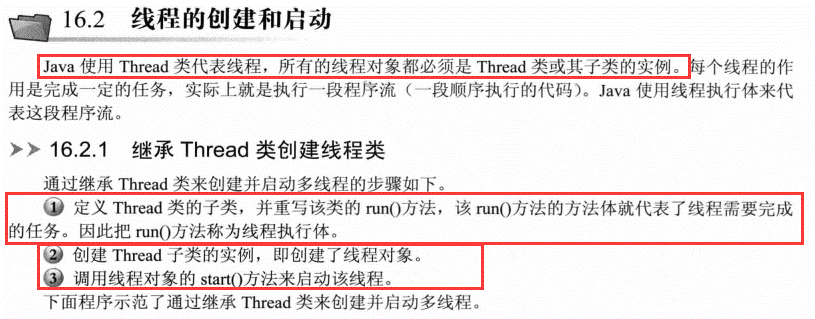 16.2 线程的创建和启动
Java 使用 Thread 类代表线程，所有的线程对象都必须是 Thread 类或其子类的实例。每个线程的作
用是完成一定的任务，实际上就是执行一段程序流（一段顺序执行的代码）。Java 使用线程执行体来代
表这段程序流。
16.2.1 继承 Thread 类创建线程类
通过继承 Thread 类来创建并启动多线程的步骤如下。
① 定义 Thread 类的子类，并重写该类的 run()方法，该 run()方法的方法体就代表了线程需要完成
的任务。因此把 run()方法称为线程执行体。
② 创建 Thread 子类的实例，即创建了线程对象。
③ 调用线程对象的 start()方法来启动该线程。
下面程序示范了通过继承 Thread 类来创建并启动多线程。